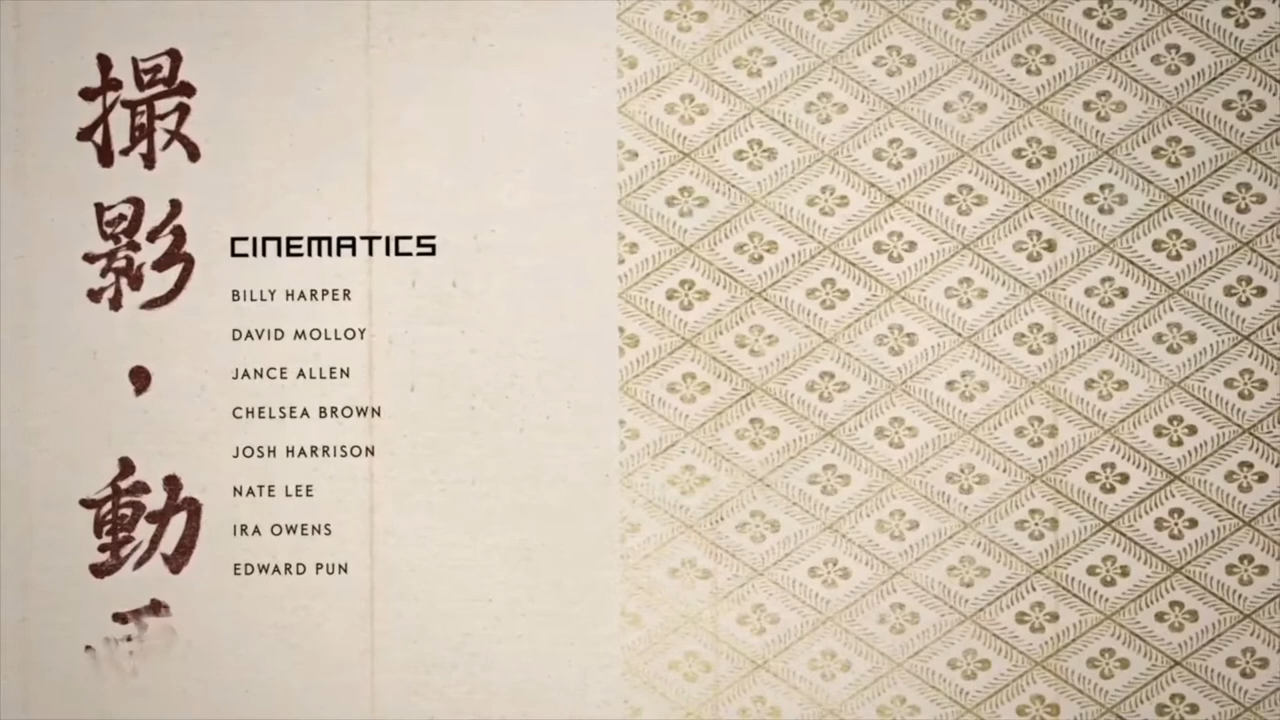 撮影・動
CINEMATICS
BILLY HARPER
DAVID MOLLOY
JANCE ALLEN
CHELSEA BROWN
JOSH HARRISON
NATE LEE
IRA OWENS
EDWARD PUN